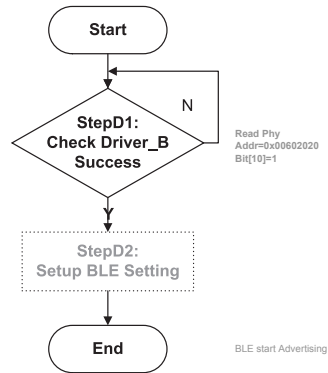 Start
N
StepD1:
Check Driver_B
Success
Read Phy
Addr=0x00602020
Bit[10]=1
Y
StepD2:
Setup BLE Setting
End
BLE start Advertising